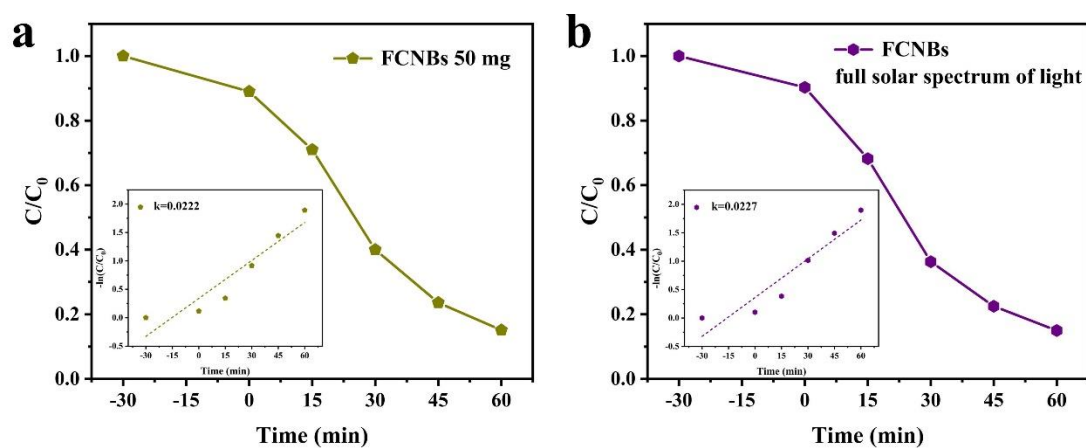 a
FCNBs 50 mg
C/C₀
1.0
0.8
0.6
0.4
0.2
0.0
-30 -15 0 15 30 45 60
Time (min)
k=0.0222
-ln(C/C₀)
2.0
1.5
1.0
0.5
0.0
-0.5
-30 -15 0 15 30 45 60
Time (min)
b
FCNBs
full solar spectrum of light
C/C₀
1.0
0.8
0.6
0.4
0.2
0.0
-30 -15 0 15 30 45 60
Time (min)
k=0.0227
-ln(C/C₀)
2.0
1.5
1.0
0.5
0.0
-0.5
-30 -15 0 15 30 45 60
Time (min)